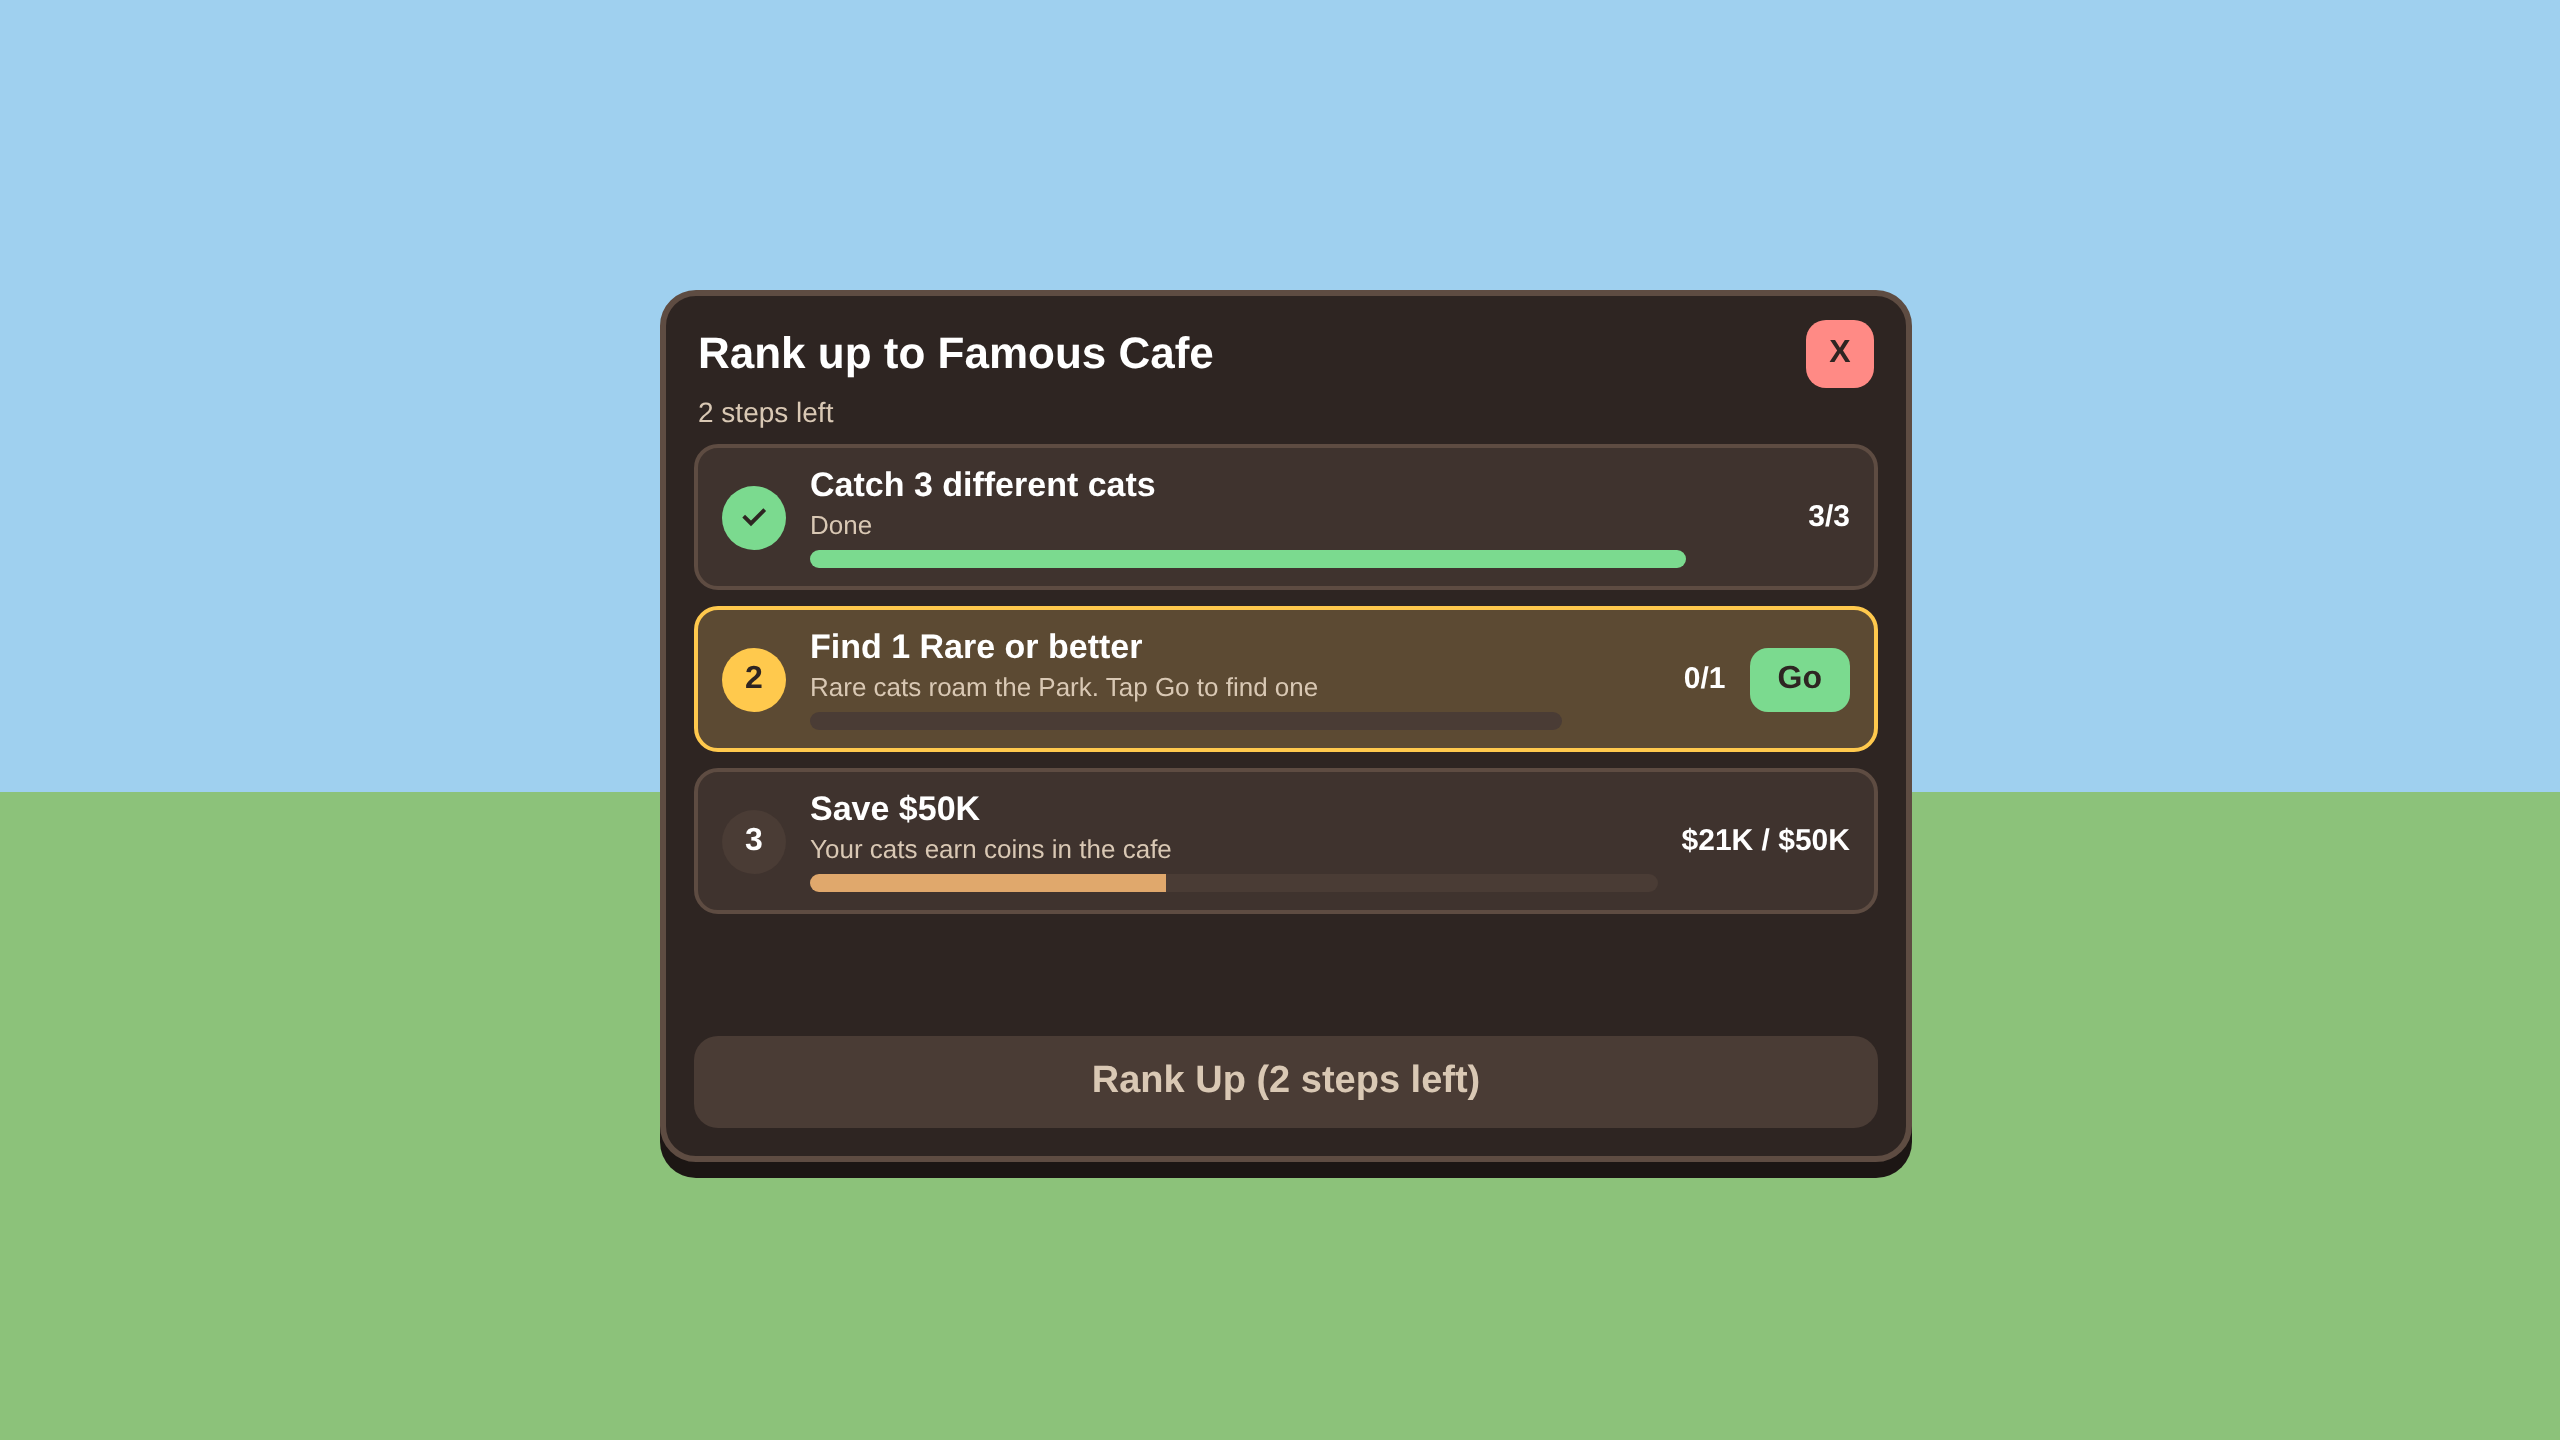 Rank up to Famous Cafe
X
2 steps left
Catch 3 different cats
Done
3/3
2
Find 1 Rare or better
Rare cats roam the Park. Tap Go to find one
0/1
Go
3
Save $50K
Your cats earn coins in the cafe
$21K / $50K
Rank Up (2 steps left)